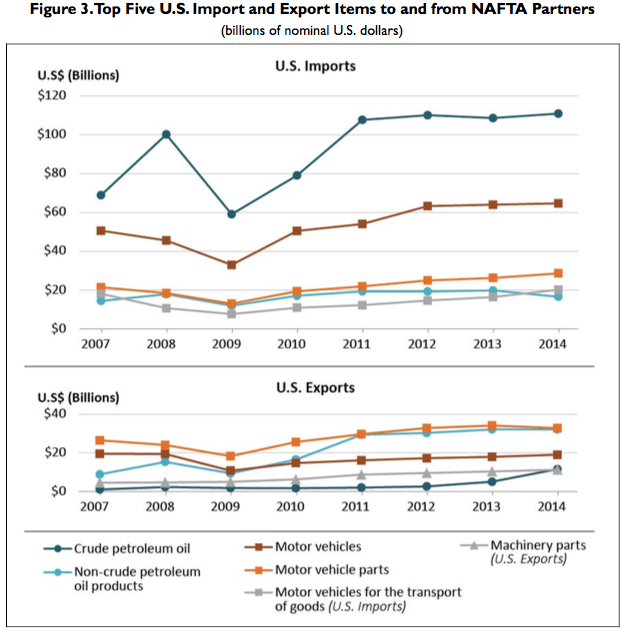 Figure 3. Top Five U.S. Import and Export Items to and from NAFTA Partners
(billions of nominal U.S. dollars)
U.S. Imports
U.S$ (Billions)
$120
$100
$80
$60
$40
$20
$0
2007 2008 2009 2010 2011 2012 2013 2014
U.S. Exports
U.S$ (Billions)
$40
$20
$0
2007 2008 2009 2010 2011 2012 2013 2014
Crude petroleum oil
Non-crude petroleum
oil products
Motor vehicles
Motor vehicle parts
Motor vehicles for the transport
of goods (U.S. Imports)
Machinery parts
(U.S. Exports)